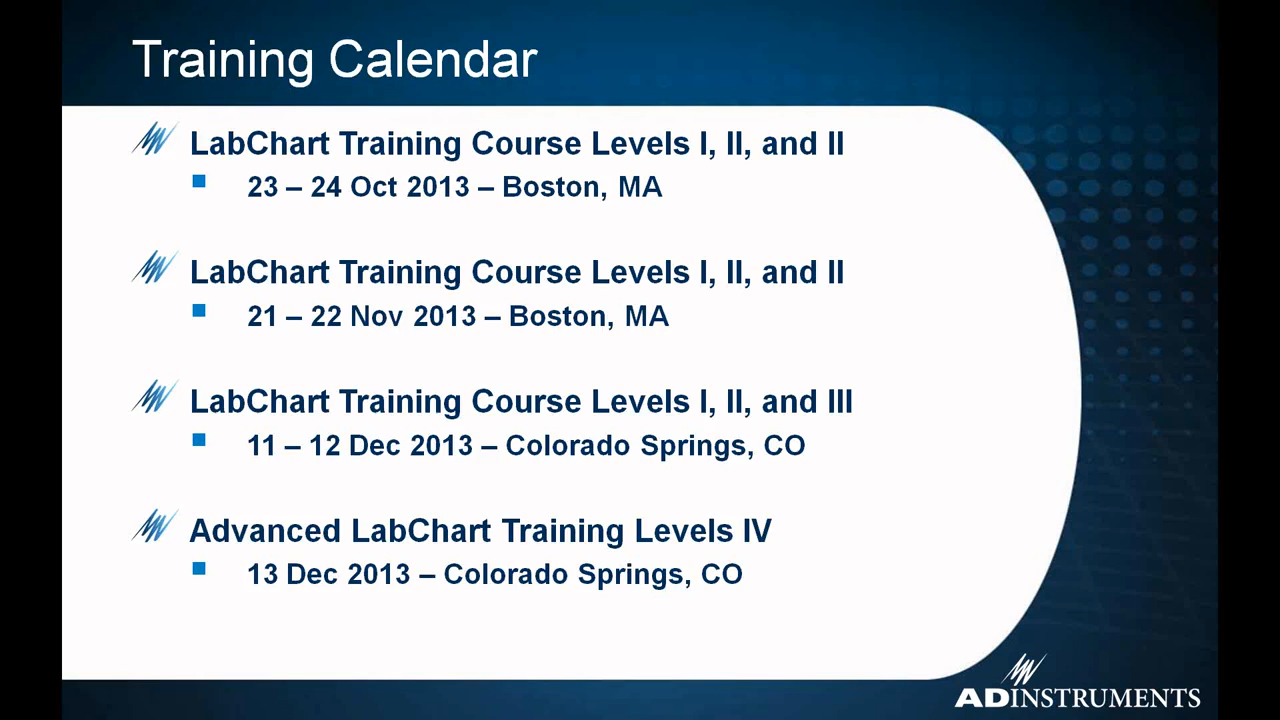 Training Calendar
LabChart Training Course Levels I, II, and II
23 – 24 Oct 2013 – Boston, MA
LabChart Training Course Levels I, II, and II
21 – 22 Nov 2013 – Boston, MA
LabChart Training Course Levels I, II, and III
11 – 12 Dec 2013 – Colorado Springs, CO
Advanced LabChart Training Levels IV
13 Dec 2013 – Colorado Springs, CO
ADINSTRUMENTS